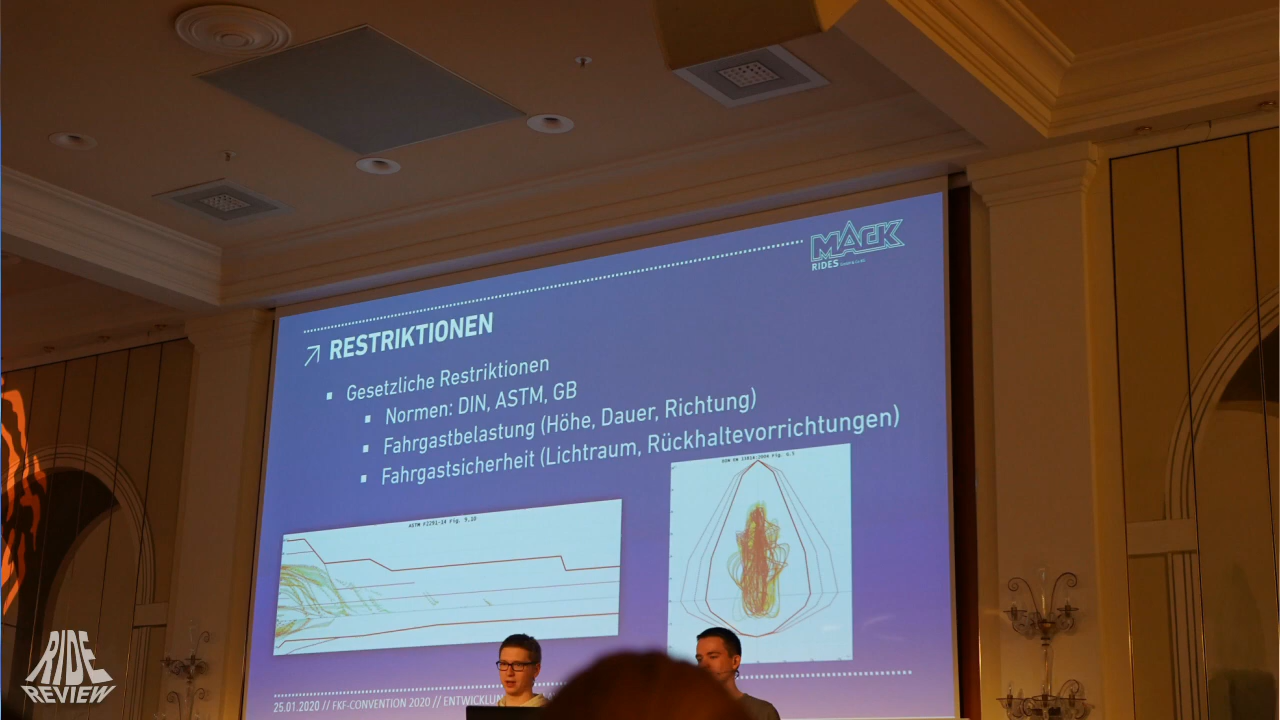 MACK
RIDES
RESTRIKTIONEN
Gesetzliche Restriktionen
Normen: DIN, ASTM, GB
Fahrgastbelastung (Höhe, Dauer, Richtung)
Fahrgastsicherheit (Lichtraum, Rückhaltevorrichtungen)
25.01.2020 // FKF-CONVENTION 2020 // ENTWICKLUN
RIDE
REVIEW